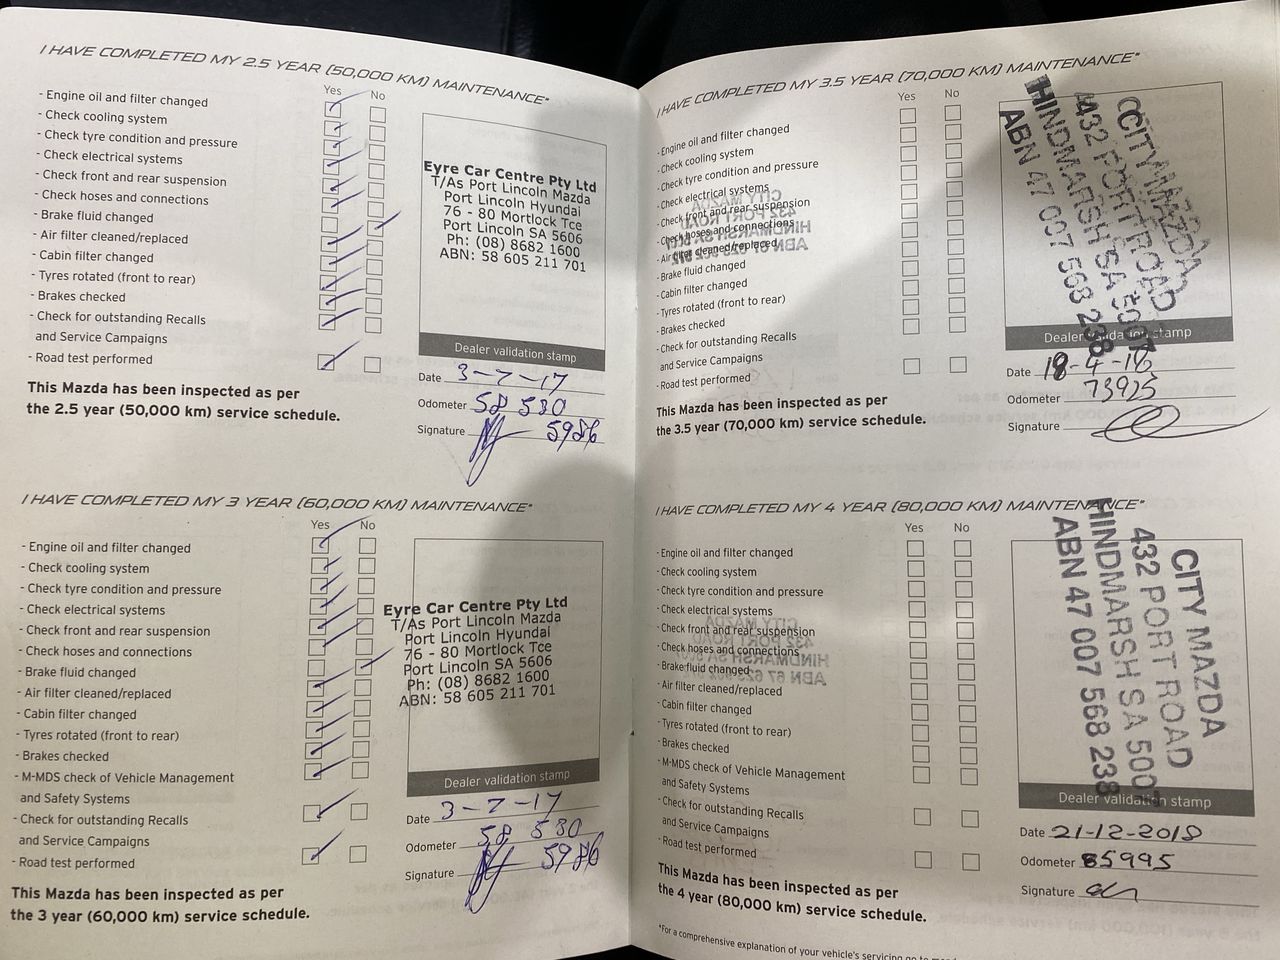 I HAVE COMPLETED MY 2.5 YEAR (50,000 KM) MAINTENANCE*
Yes No
- Engine oil and filter changed
- Check cooling system
- Check tyre condition and pressure
- Check electrical systems
- Check front and rear suspension
- Check hoses and connections
- Brake fluid changed
- Air filter cleaned/replaced
- Cabin filter changed
- Tyres rotated (front to rear)
- Brakes checked
- Check for outstanding Recalls
and Service Campaigns
- Road test performed
This Mazda has been inspected as per
the 2.5 year (50,000 km) service schedule.
Eyre Car Centre Pty Ltd
T/As Port Lincoln Mazda
Port Lincoln Hyundai
76 - 80 Mortlock Tce
Port Lincoln SA 5606
Ph: (08) 8682 1600
ABN: 58 605 211 701
Dealer validation stamp
Date 3-7-17
Odometer 58 530
Signature 5986
I HAVE COMPLETED MY 3 YEAR (60,000 KM) MAINTENANCE*
Yes No
- Engine oil and filter changed
- Check cooling system
- Check tyre condition and pressure
- Check electrical systems
- Check front and rear suspension
- Check hoses and connections
- Brake fluid changed
- Air filter cleaned/replaced
- Cabin filter changed
- Tyres rotated (front to rear)
- Brakes checked
- M-MDS check of Vehicle Management
and Safety Systems
- Check for outstanding Recalls
and Service Campaigns
- Road test performed
This Mazda has been inspected as per
the 3 year (60,000 km) service schedule.
Eyre Car Centre Pty Ltd
T/As Port Lincoln Mazda
Port Lincoln Hyundai
76 - 80 Mortlock Tce
Port Lincoln SA 5606
Ph: (08) 8682 1600
ABN: 58 605 211 701
Dealer validation stamp
Date 3-7-17
Odometer 58 530
Signature 5986
I HAVE COMPLETED MY 3.5 YEAR (70,000 KM) MAINTENANCE*
Yes No
- Engine oil and filter changed
- Check cooling system
- Check tyre condition and pressure
- Check electrical systems
- Check front and rear suspension
- Check hoses and connections
- Air filter cleaned/replaced
- Brake fluid changed
- Cabin filter changed
- Tyres rotated (front to rear)
- Brakes checked
- Check for outstanding Recalls
and Service Campaigns
- Road test performed
This Mazda has been inspected as per
the 3.5 year (70,000 km) service schedule.
CITY MAZDA
432 PORT ROAD
HINDMARSH SA 5007
ABN 47 007 568 238
Dealer validation stamp
Date 18-4-18
Odometer 73925
Signature
I HAVE COMPLETED MY 4 YEAR (80,000 KM) MAINTENANCE*
Yes No
- Engine oil and filter changed
- Check cooling system
- Check tyre condition and pressure
- Check electrical systems
- Check front and rear suspension
- Check hoses and connections
- Brake fluid changed
- Air filter cleaned/replaced
- Cabin filter changed
- Tyres rotated (front to rear)
- Brakes checked
- M-MDS check of Vehicle Management
and Safety Systems
- Check for outstanding Recalls
and Service Campaigns
- Road test performed
This Mazda has been inspected as per
the 4 year (80,000 km) service schedule.
CITY MAZDA
432 PORT ROAD
HINDMARSH SA 5007
ABN 47 007 568 238
Dealer validation stamp
Date 21-12-2018
Odometer 85995
Signature
*For a comprehensive explanation of your vehicle's servicing go to